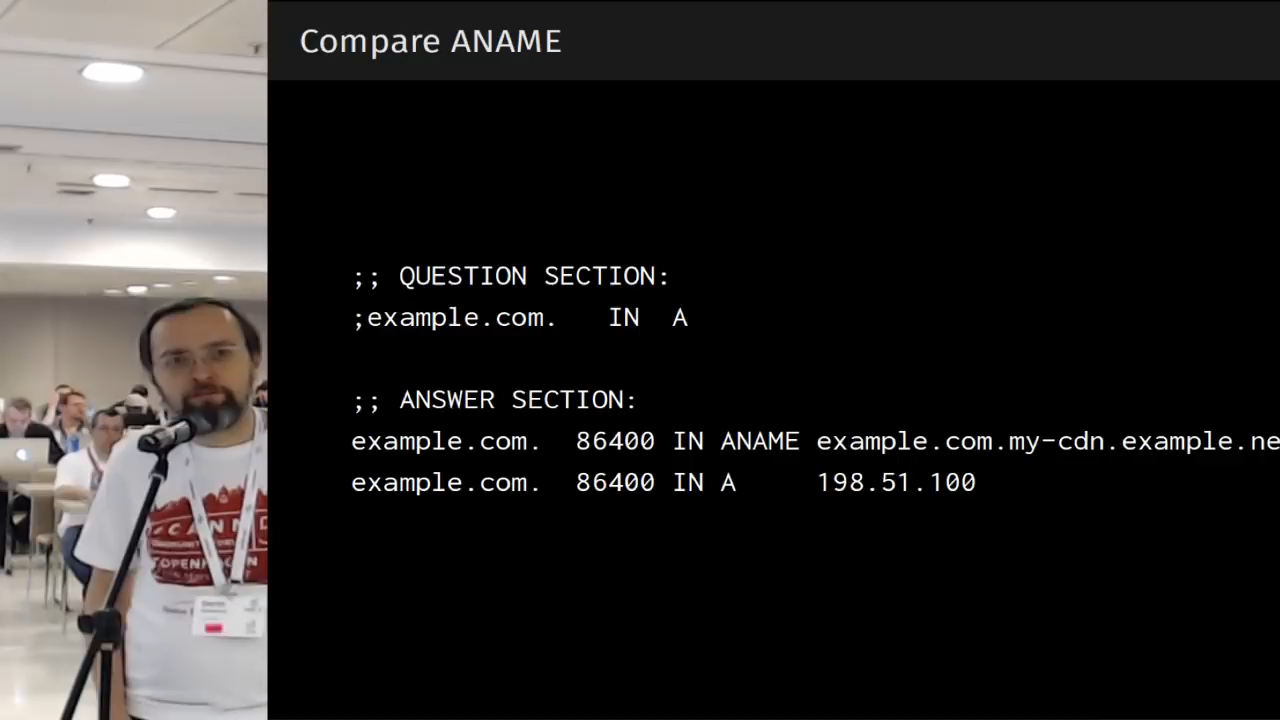 Compare ANAME
;; QUESTION SECTION:
;example.com. IN A
;; ANSWER SECTION:
example.com. 86400 IN ANAME example.com.my-cdn.example.ne
example.com. 86400 IN A 198.51.100